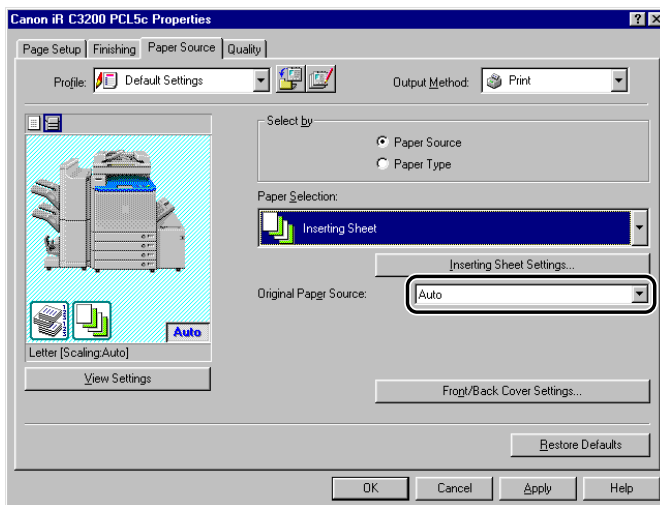 Canon iR C3200 PCL5c Properties
Page Setup Finishing Paper Source Quality
Profile: Default Settings Output Method: Print
Select by
Paper Source
Paper Type
Paper Selection:
Inserting Sheet
Inserting Sheet Settings...
Original Paper Source: Auto
Auto
Letter [Scaling:Auto]
View Settings
Front/Back Cover Settings...
Restore Defaults
OK Cancel Apply Help